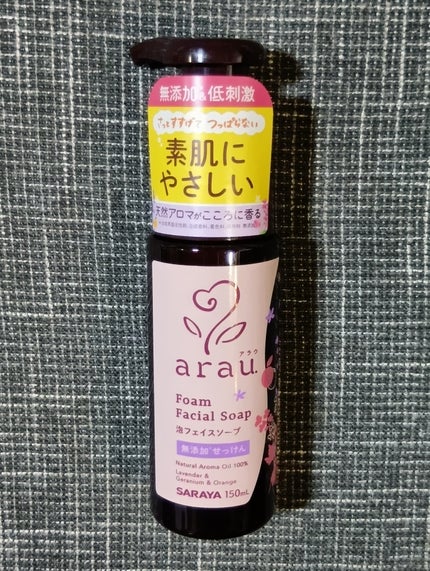 無添加&低刺激
さっとすすげて つっぱらない
素肌に
やさしい
天然アロマがこころに香る
アラウ
arau.
Foam
Facial Soap
泡フェイスソープ
無添加*せっけん
Natural Aroma Oil 100%
Lavender &
Geranium & Orange
SARAYA 150mL